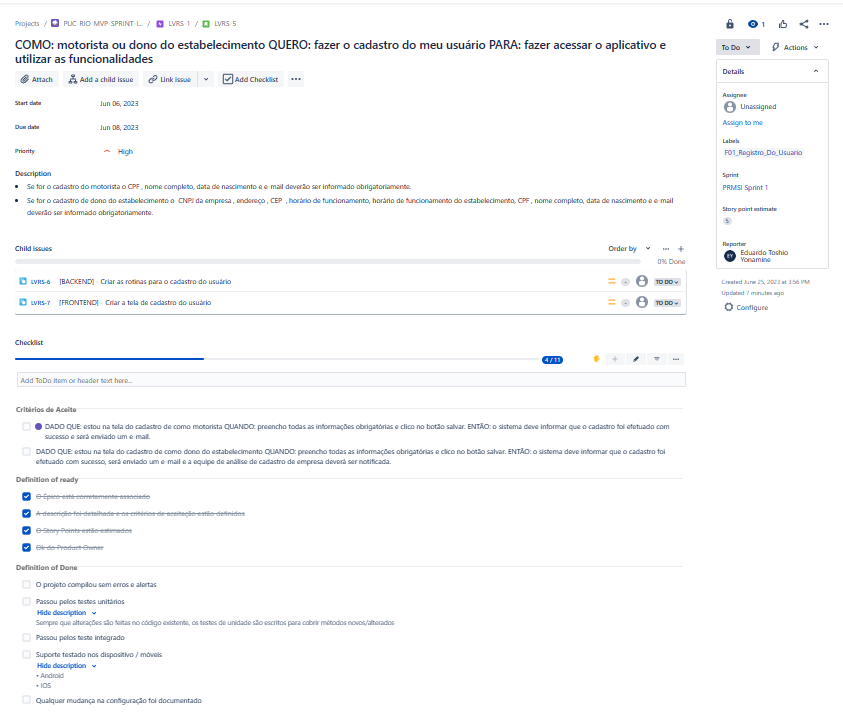 Projects / PUC-RIO-MVP-SPRINT-I... / LVRS-1 / LVRS-5
1
COMO: motorista ou dono do estabelecimento QUERO: fazer o cadastro do meu usuário PARA: fazer acessar o aplicativo e
utilizar as funcionalidades
To Do
Actions
Attach
Add a child issue
Link issue
Add Checklist
Start date
Jun 06, 2023
Due date
Jun 08, 2023
Priority
High
Description
Se for o cadastro do motorista o CPF , nome completo, data de nascimento e e-mail deverão ser informado obrigatoriamente.
Se for o cadastro de dono do estabelecimento o CNPJ da empresa , endereço , CEP , horário de funcionamento, horário de funcionamento do estabelecimento, CPF , nome completo, data de nascimento e e-mail
deverão ser informado obrigatoriamente.
Child issues
Order by
0% Done
LVRS-6 [BACKEND] - Criar as rotinas para o cadastro do usuário
-
TO DO
LVRS-7 [FRONTEND] - Criar a tela de cadastro do usuário
-
TO DO
Checklist
4 / 11
Add ToDo item or header text here...
Critérios de Aceite
DADO QUE: estou na tela do cadastro de como motorista QUANDO: preencho todas as informações obrigatórias e clico no botão salvar. ENTÃO: o sistema deve informar que o cadastro foi efetuado com
sucesso e será enviado um e-mail.
DADO QUE: estou na tela do cadastro de como dono do estabelecimento QUANDO: preencho todas as informações obrigatórias e clico no botão salvar. ENTÃO: o sistema deve informar que o cadastro foi
efetuado com sucesso, será enviado um e-mail e a equipe de análise de cadastro de empresa deverá ser notificada.
Definition of ready
O Épico está corretamente associado
A descrição foi detalhada e os critérios de aceitação estão definidos
O Story Points estão estimados
Ok do Product Owner
Definition of Done
O projeto compilou sem erros e alertas
Passou pelos testes unitários
Hide description
Sempre que alterações são feitas no código existente, os testes de unidade são escritos para cobrir métodos novos/alterados
Passou pelo teste integrado
Suporte testado nos dispositivo / móveis
Hide description
• Android
• IOS
Qualquer mudança na configuração foi documentado
Details
Assignee
Unassigned
Assign to me
Labels
F01_Registro_Do_Usuario
Sprint
PRMSI Sprint 1
Story point estimate
5
Reporter
EY
Eduardo Toshio
Yonamine
Created June 25, 2023 at 3:56 PM
Updated 7 minutes ago
Configure